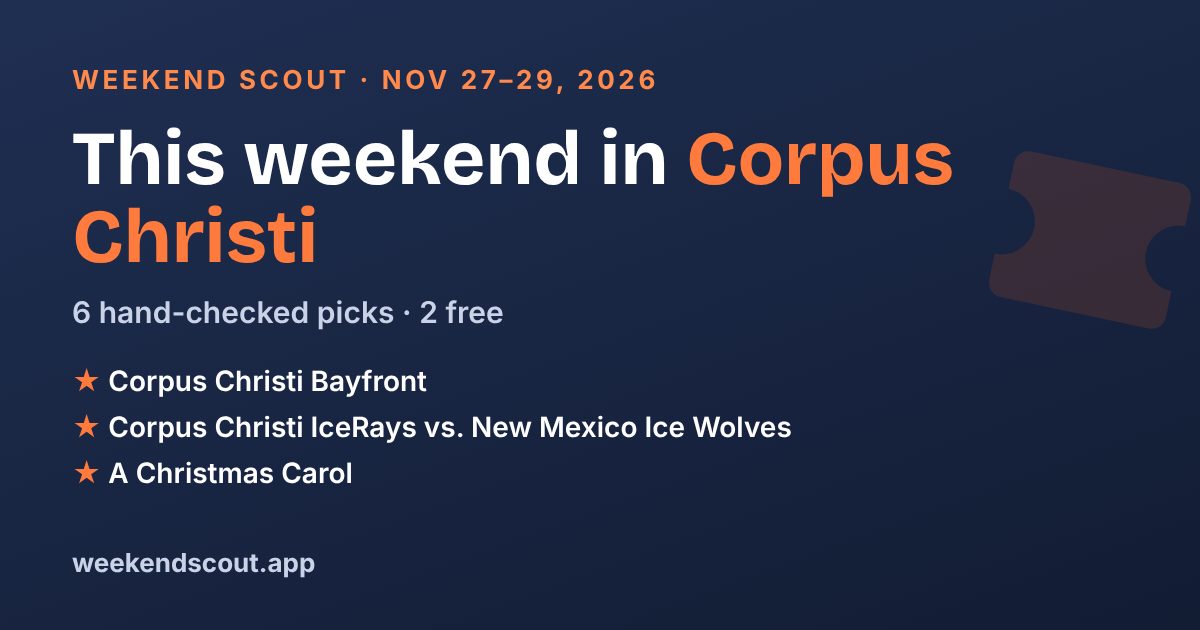 WEEKEND SCOUT · NOV 27–29, 2026
This weekend in Corpus
Christi
6 hand-checked picks · 2 free
★ Corpus Christi Bayfront
★ Corpus Christi IceRays vs. New Mexico Ice Wolves
★ A Christmas Carol
weekendscout.app